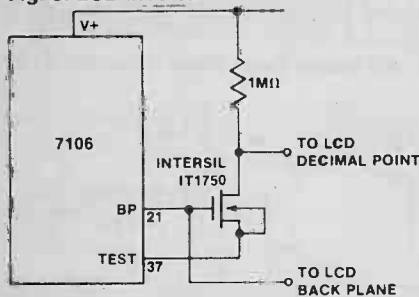 V+
1MΩ
7106
TO LCD
DECIMAL POINT
INTERSIL
IT1750
BP
21
TEST
37
TO LCD
BACK PLANE